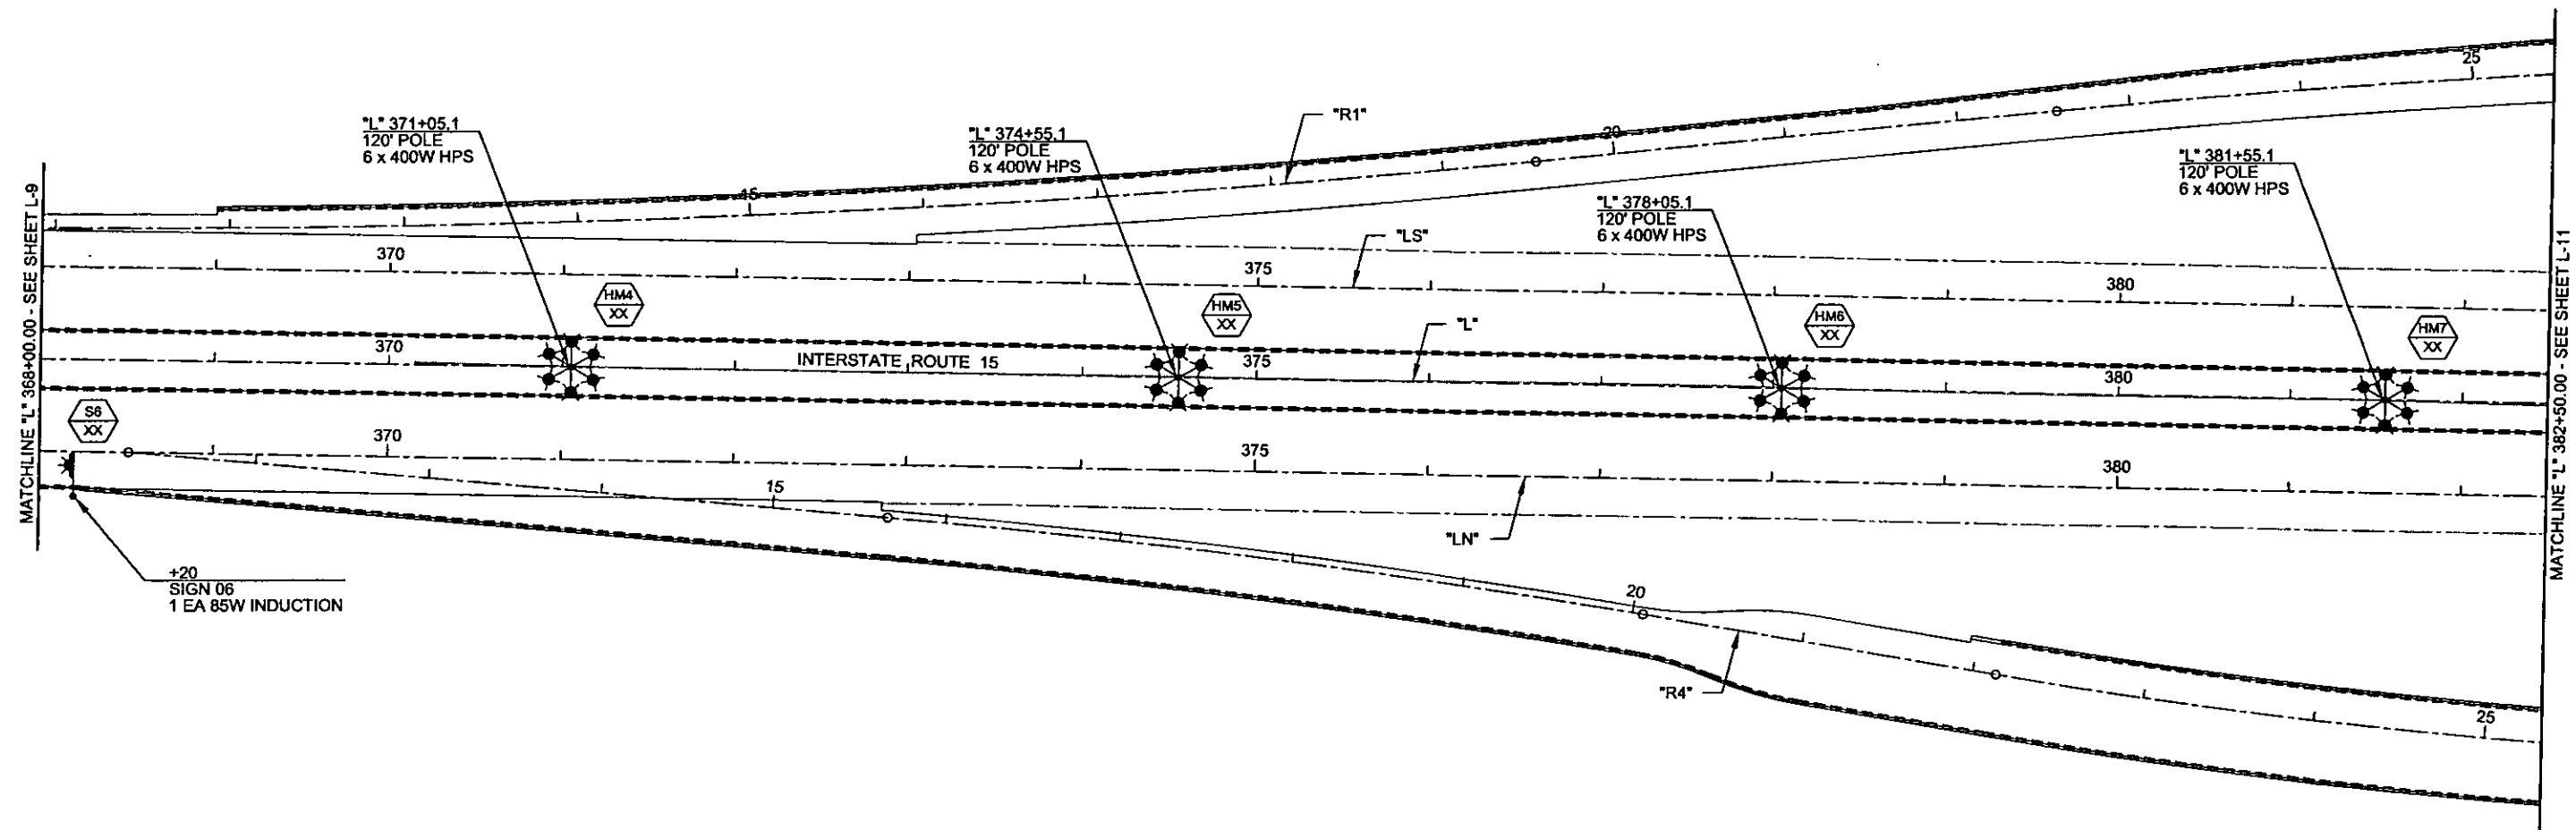 25
"R1"
"L" 371+05.1
120' POLE
6 x 400W HPS
"L" 374+55.1
120' POLE
6 x 400W HPS
20
"L" 381+55.1
120' POLE
6 x 400W HPS
15
"L" 378+05.1
120' POLE
6 x 400W HPS
MATCHLINE "L" 368+00.00 - SEE SHEET L-9
MATCHLINE "L" 382+50.00 - SEE SHEET L-11
"LS"
370
375
380
HM4
XX
HM5
XX
HM6
XX
HM7
XX
"L"
370
INTERSTATE ROUTE 15
375
380
S6
XX
370
375
380
15
"LN"
+20
SIGN 06
1 EA 85W INDUCTION
20
"R4"
25